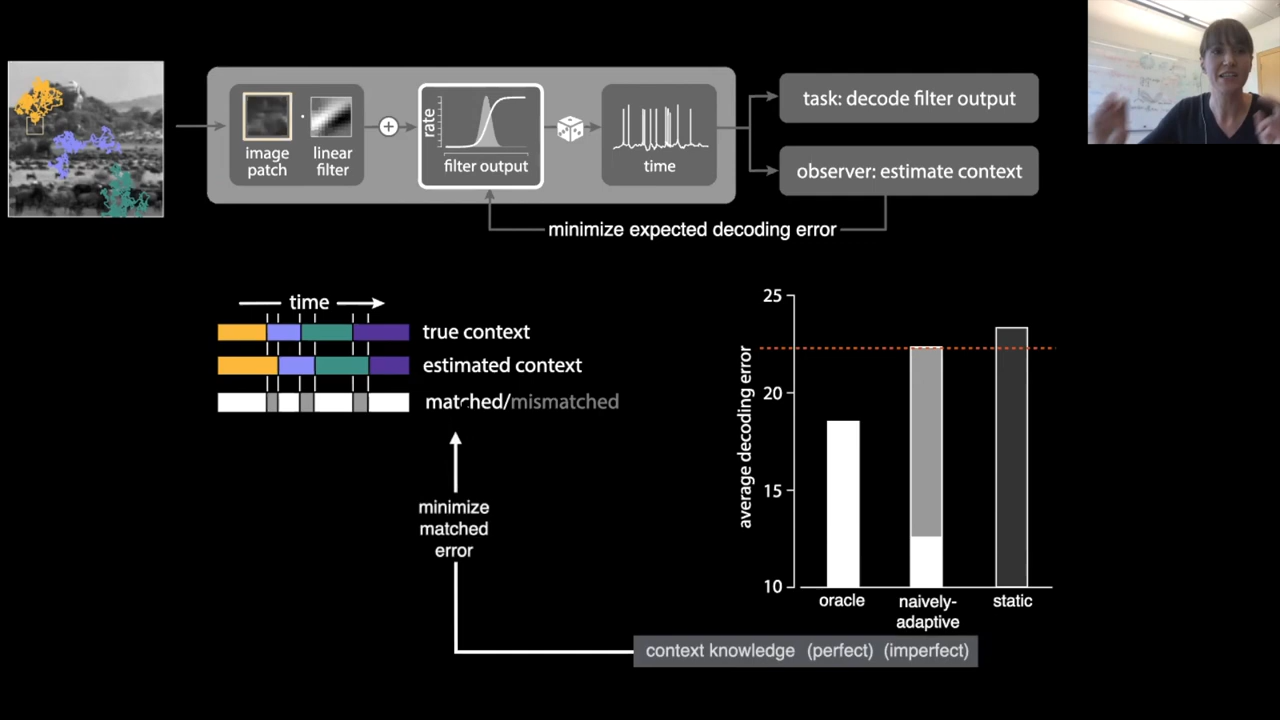 image
patch
linear
filter
rate
filter output
time
task: decode filter output
observer: estimate context
minimize expected decoding error
time
true context
estimated context
matched/mismatched
minimize
matched
error
25
20
15
10
average decoding error
oracle
naively-
adaptive
static
context knowledge (perfect) (imperfect)